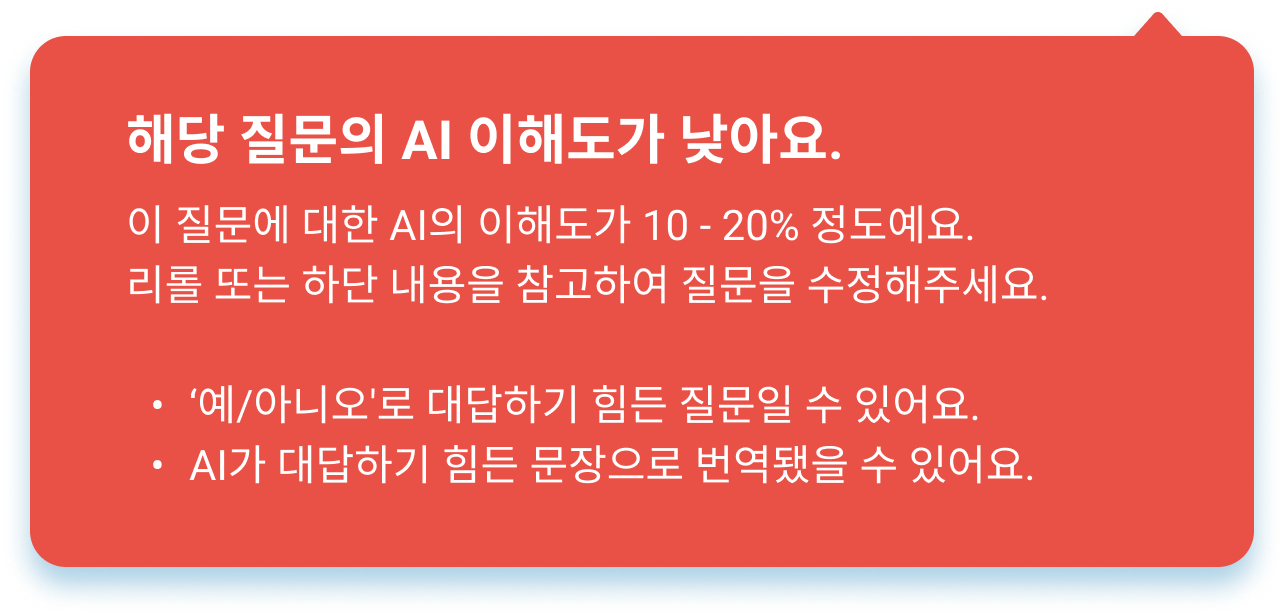 해당 질문의 AI 이해도가 낮아요.
이 질문에 대한 AI의 이해도가 10 - 20% 정도예요.
리롤 또는 하단 내용을 참고하여 질문을 수정해주세요.
• ‘예/아니오'로 대답하기 힘든 질문일 수 있어요.
• AI가 대답하기 힘든 문장으로 번역됐을 수 있어요.